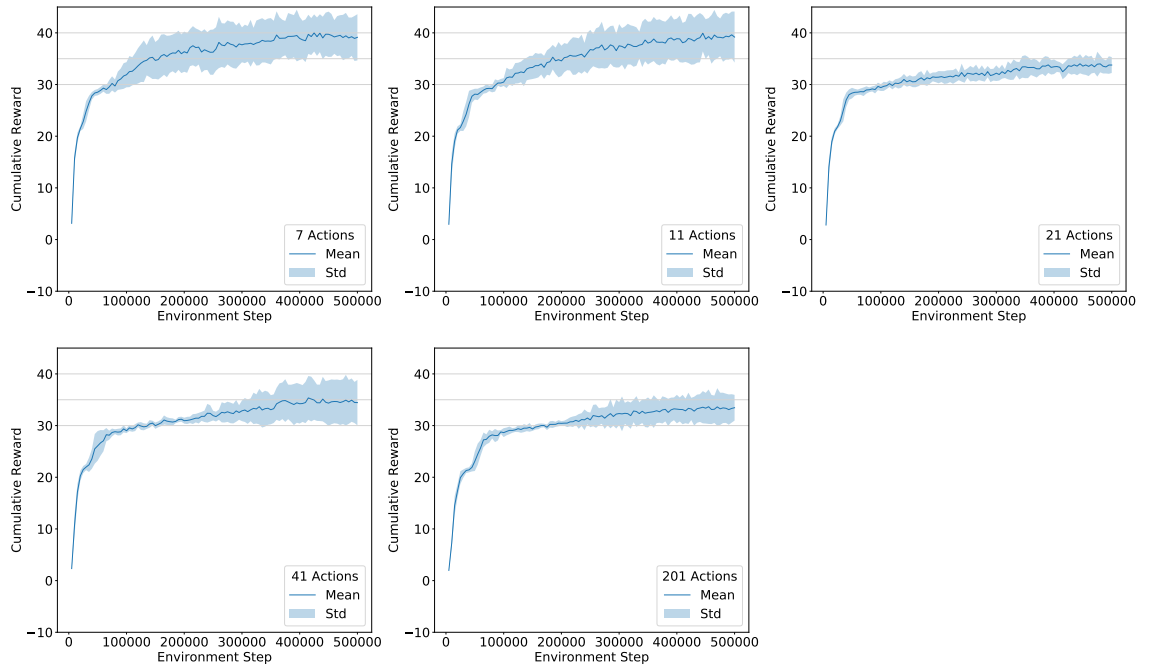 Cumulative Reward
40
30
20
10
0
−10
7 Actions
Mean
Std
0 100000 200000 300000 400000 500000
Environment Step
Cumulative Reward
40
30
20
10
0
−10
11 Actions
Mean
Std
0 100000 200000 300000 400000 500000
Environment Step
Cumulative Reward
40
30
20
10
0
−10
21 Actions
Mean
Std
0 100000 200000 300000 400000 500000
Environment Step
Cumulative Reward
40
30
20
10
0
−10
41 Actions
Mean
Std
0 100000 200000 300000 400000 500000
Environment Step
Cumulative Reward
40
30
20
10
0
−10
201 Actions
Mean
Std
0 100000 200000 300000 400000 500000
Environment Step